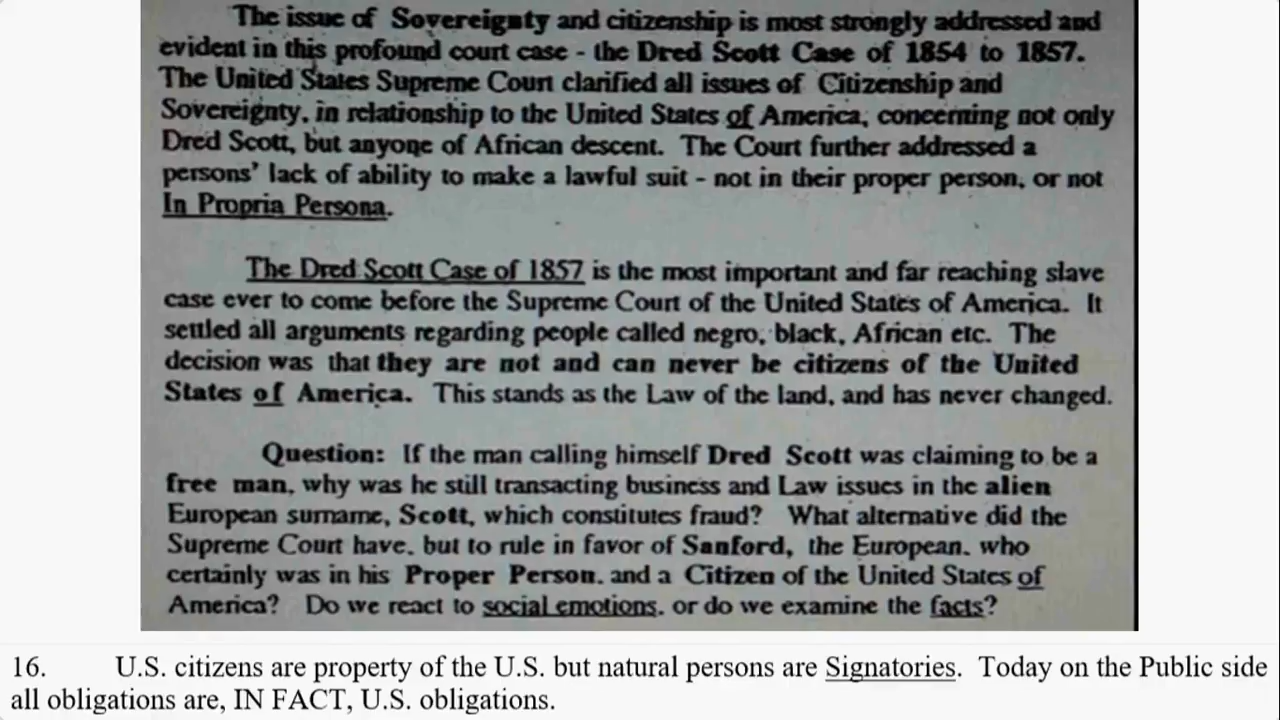 The issue of Sovereignty and citizenship is most strongly addressed and
evident in this profound court case - the Dred Scott Case of 1854 to 1857.
The United States Supreme Court clarified all issues of Citizenship and
Sovereignty, in relationship to the United States of America, concerning not only
Dred Scott, but anyone of African descent. The Court further addressed a
persons' lack of ability to make a lawful suit - not in their proper person, or not
In Propria Persona.
The Dred Scott Case of 1857 is the most important and far reaching slave
case ever to come before the Supreme Court of the United States of America. It
settled all arguments regarding people called negro, black, African etc. The
decision was that they are not and can never be citizens of the United
States of America. This stands as the Law of the land, and has never changed.
Question: If the man calling himself Dred Scott was claiming to be a
free man, why was he still transacting business and Law issues in the alien
European surname, Scott, which constitutes fraud? What alternative did the
Supreme Court have, but to rule in favor of Sanford, the European, who
certainly was in his Proper Person, and a Citizen of the United States of
America? Do we react to social emotions, or do we examine the facts?
16. U.S. citizens are property of the U.S. but natural persons are Signatories. Today on the Public side
all obligations are, IN FACT, U.S. obligations.